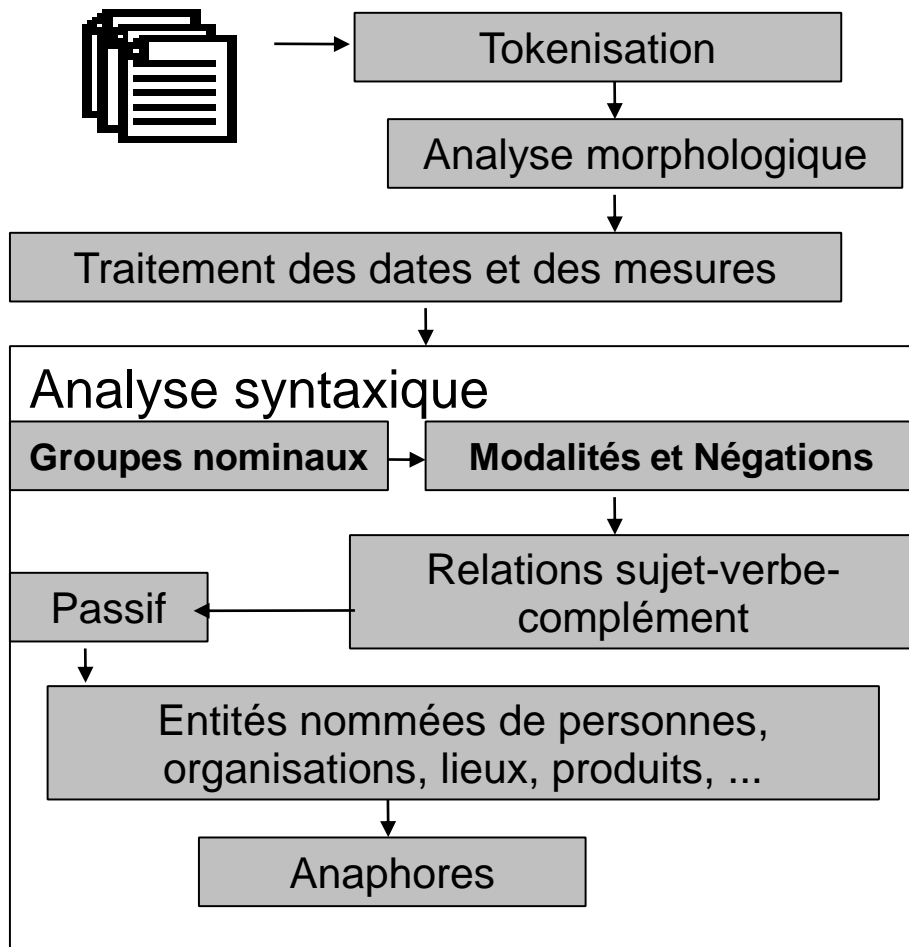 Tokenisation
Analyse morphologique
Traitement des dates et des mesures
Analyse syntaxique
Groupes nominaux
Modalités et Négations
Relations sujet-verbe-
complément
Passif
Entités nommées de personnes,
organisations, lieux, produits, ...
Anaphores